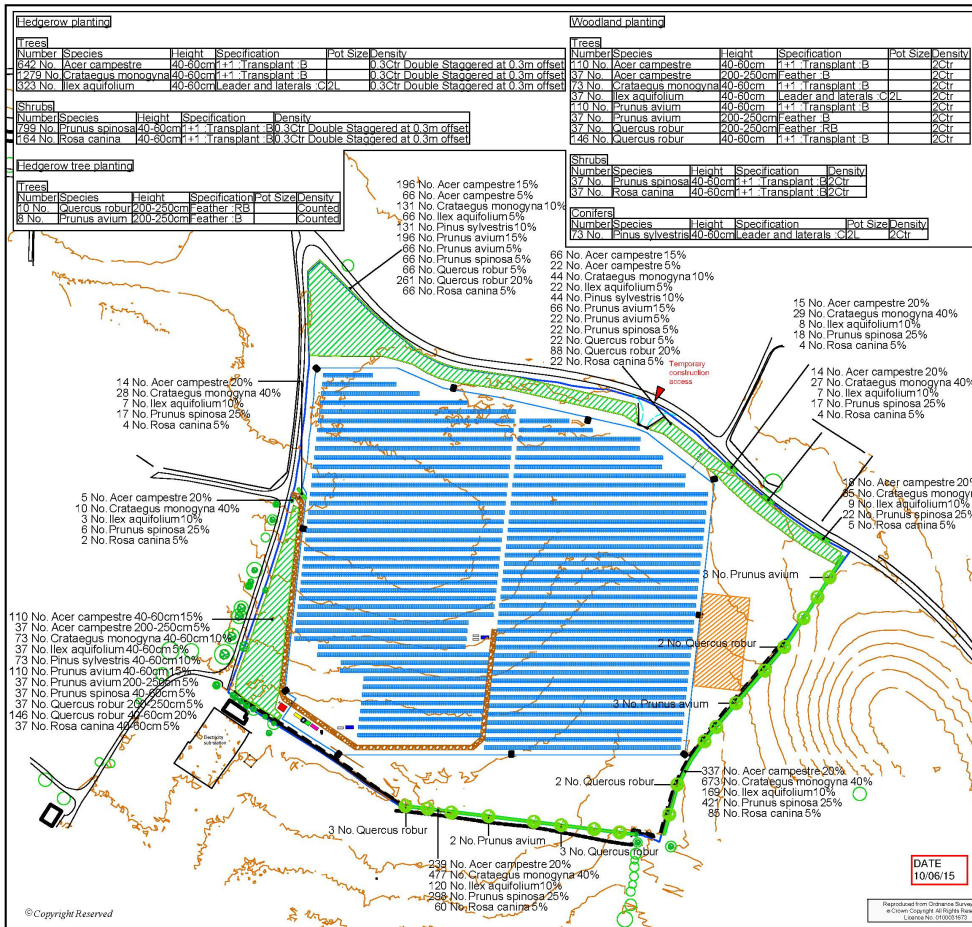 Hedgerow planting
Trees
Number Species Height Specification Pot Size Density
642 No. Acer campestre 40-60cm 1+1 :Transplant :B 0.3Ctr Double Staggered at 0.3m offset
1279 No. Crataegus monogyna 40-60cm 1+1 :Transplant :B 0.3Ctr Double Staggered at 0.3m offset
323 No. Ilex aquifolium 40-60cm Leader and laterals :C 2L 0.3Ctr Double Staggered at 0.3m offset
Shrubs
Number Species Height Specification Density
799 No. Prunus spinosa 40-60cm 1+1 :Transplant :B 0.3Ctr Double Staggered at 0.3m offset
164 No. Rosa canina 40-60cm 1+1 :Transplant :B 0.3Ctr Double Staggered at 0.3m offset
Hedgerow tree planting
Trees
Number Species Height Specification Pot Size Density
10 No. Quercus robur 200-250cm Feather :RB Counted
8 No. Prunus avium 200-250cm Feather :B Counted
Woodland planting
Trees
Number Species Height Specification Pot Size Density
110 No. Acer campestre 40-60cm 1+1 :Transplant :B 2Ctr
37 No. Acer campestre 200-250cm Feather :B 2Ctr
73 No. Crataegus monogyna 40-60cm 1+1 :Transplant :B 2Ctr
37 No. Ilex aquifolium 40-60cm Leader and laterals :C 2L 2Ctr
110 No. Prunus avium 40-60cm 1+1 :Transplant :B 2Ctr
37 No. Prunus avium 200-250cm Feather :B 2Ctr
37 No. Quercus robur 200-250cm Feather :RB 2Ctr
146 No. Quercus robur 40-60cm 1+1 :Transplant :B 2Ctr
Shrubs
Number Species Height Specification Density
37 No. Prunus spinosa 40-60cm 1+1 :Transplant :B 2Ctr
37 No. Rosa canina 40-60cm 1+1 :Transplant :B 2Ctr
Conifers
Number Species Height Specification Pot Size Density
73 No. Pinus sylvestris 40-60cm Leader and laterals :C 2L 2Ctr
196 No. Acer campestre 15%
66 No. Acer campestre 5%
131 No. Crataegus monogyna 10%
66 No. Ilex aquifolium 5%
131 No. Pinus sylvestris 10%
196 No. Prunus avium 15%
66 No. Prunus avium 5%
66 No. Prunus spinosa 5%
66 No. Quercus robur 5%
261 No. Quercus robur 20%
66 No. Rosa canina 5%
66 No. Acer campestre 15%
22 No. Acer campestre 5%
44 No. Crataegus monogyna 10%
22 No. Ilex aquifolium 5%
44 No. Pinus sylvestris 10%
66 No. Prunus avium 15%
22 No. Prunus avium 5%
22 No. Prunus spinosa 5%
22 No. Quercus robur 5%
88 No. Quercus robur 20%
22 No. Rosa canina 5%
Temporary
construction
access
15 No. Acer campestre 20%
29 No. Crataegus monogyna 40%
8 No. Ilex aquifolium 10%
18 No. Prunus spinosa 25%
4 No. Rosa canina 5%
14 No. Acer campestre 20%
27 No. Crataegus monogyna 40%
7 No. Ilex aquifolium 10%
17 No. Prunus spinosa 25%
4 No. Rosa canina 5%
14 No. Acer campestre 20%
28 No. Crataegus monogyna 40%
7 No. Ilex aquifolium 10%
17 No. Prunus spinosa 25%
4 No. Rosa canina 5%
18 No. Acer campestre 20%
35 No. Crataegus monogyn
9 No. Ilex aquifolium 10%
22 No. Prunus spinosa 25%
5 No. Rosa canina 5%
5 No. Acer campestre 20%
10 No. Crataegus monogyna 40%
3 No. Ilex aquifolium 10%
6 No. Prunus spinosa 25%
2 No. Rosa canina 5%
3 No. Prunus avium
2 No. Quercus robur
3 No. Prunus avium
2 No. Quercus robur
110 No. Acer campestre 40-60cm 15%
37 No. Acer campestre 200-250cm 5%
73 No. Crataegus monogyna 40-60cm 10%
37 No. Ilex aquifolium 40-60cm 5%
73 No. Pinus sylvestris 40-60cm 10%
110 No. Prunus avium 40-60cm 15%
37 No. Prunus avium 200-250cm 5%
37 No. Prunus spinosa 40-60cm 5%
37 No. Quercus robur 200-250cm 5%
146 No. Quercus robur 40-60cm 20%
37 No. Rosa canina 40-60cm 5%
Electricity
sub-station
337 No. Acer campestre 20%
673 No. Crataegus monogyna 40%
169 No. Ilex aquifolium 10%
421 No. Prunus spinosa 25%
85 No. Rosa canina 5%
3 No. Quercus robur
2 No. Prunus avium
3 No. Quercus robur
239 No. Acer campestre 20%
477 No. Crataegus monogyna 40%
120 No. Ilex aquifolium 10%
298 No. Prunus spinosa 25%
60 No. Rosa canina 5%
DATE
10/06/15
© Copyright Reserved
Reproduced from Ordnance Survey
© Crown Copyright All Rights Rese
Licence No. 0100031673